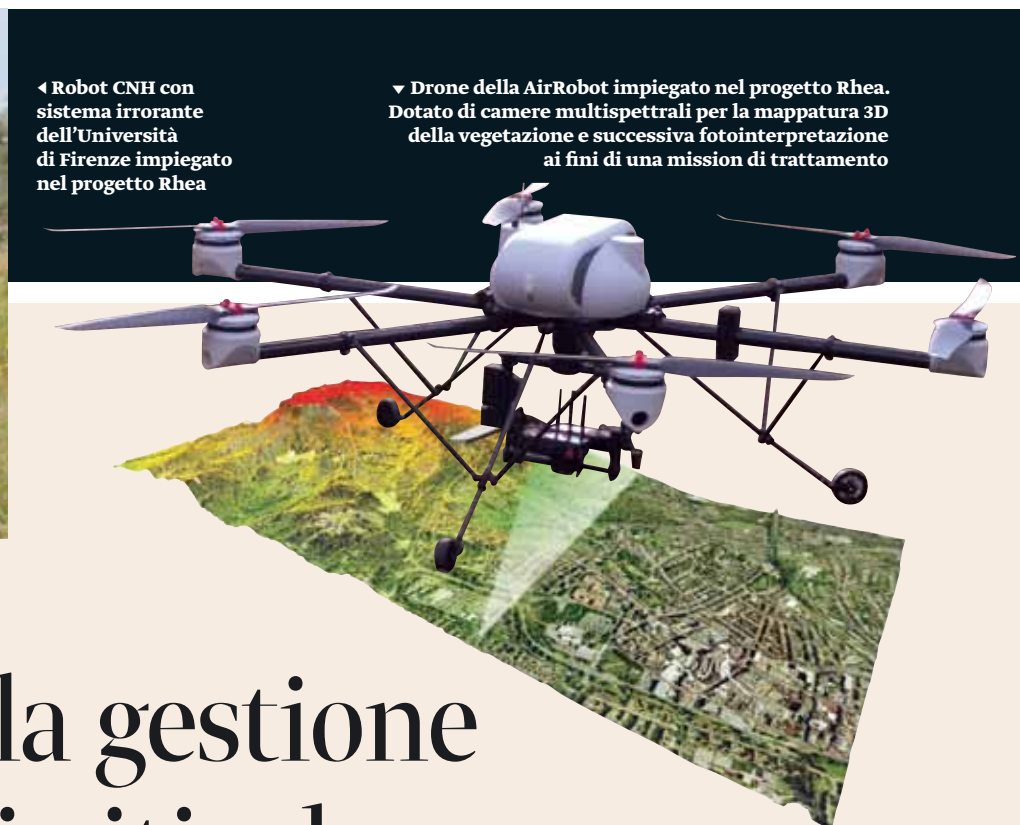 ◀ Robot CNH con
sistema irrorante
dell’Università
di Firenze impiegato
nel progetto Rhea
▼ Drone della AirRobot impiegato nel progetto Rhea.
Dotato di camere multispettrali per la mappatura 3D
della vegetazione e successiva fotointerpretazione
ai fini di una mission di trattamento
la gestione